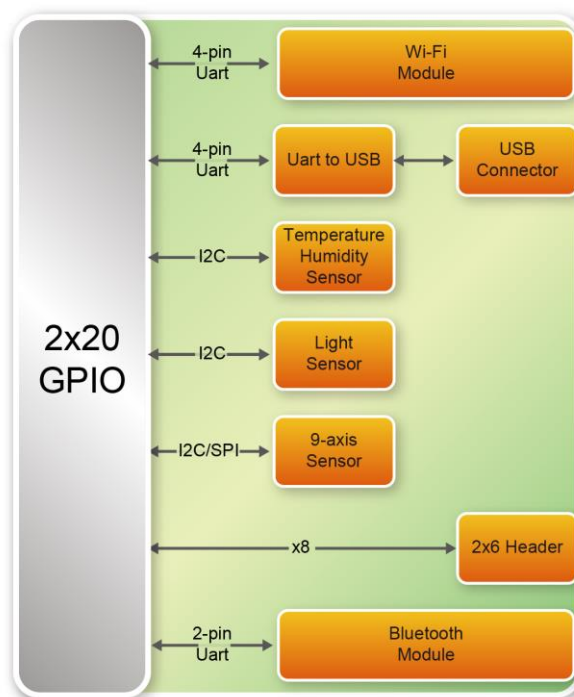 2x20
GPIO
4-pin
Uart
Wi-Fi
Module
4-pin
Uart
Uart to USB
USB
Connector
I2C
Temperature
Humidity
Sensor
I2C
Light
Sensor
I2C/SPI
9-axis
Sensor
x8
2x6 Header
2-pin
Uart
Bluetooth
Module